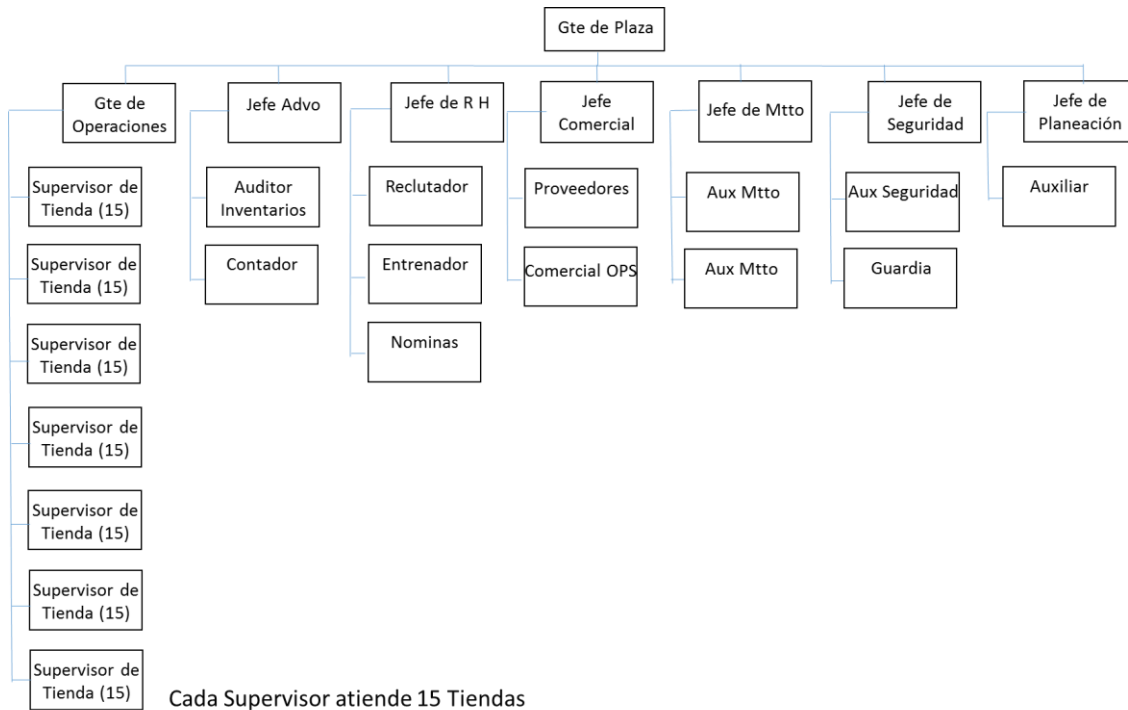 Gte de Plaza
Gte de
Operaciones
Jefe Advo
Jefe de R H
Jefe
Comercial
Jefe de Mtto
Jefe de
Seguridad
Jefe de
Planeación
Supervisor de
Tienda (15)
Auditor
Inventarios
Reclutador
Proveedores
Aux Mtto
Aux Seguridad
Auxiliar
Supervisor de
Tienda (15)
Contador
Entrenador
Comercial OPS
Aux Mtto
Guardia
Supervisor de
Tienda (15)
Nominas
Supervisor de
Tienda (15)
Supervisor de
Tienda (15)
Supervisor de
Tienda (15)
Supervisor de
Tienda (15)
Cada Supervisor atiende 15 Tiendas